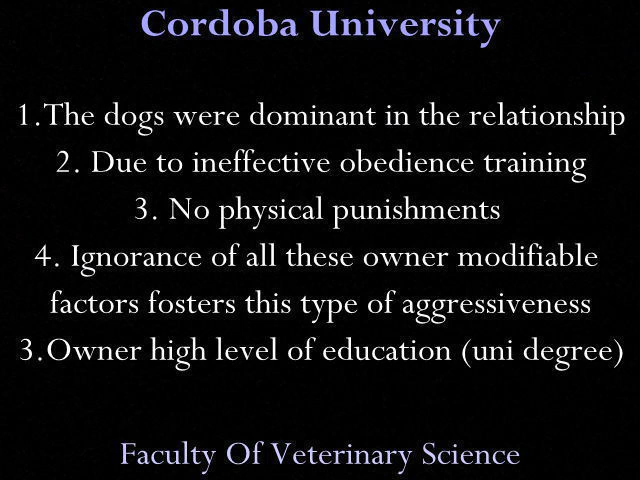 Cordoba University
1.The dogs were dominant in the relationship
2. Due to ineffective obedience training
3. No physical punishments
4. Ignorance of all these owner modifiable
factors fosters this type of aggressiveness
3.Owner high level of education (uni degree)
Faculty Of Veterinary Science